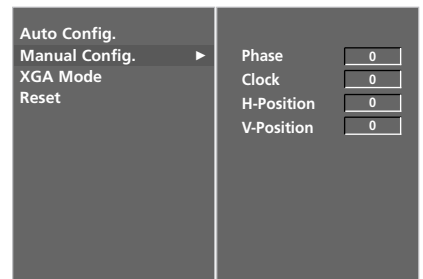 Auto Config.
Manual Config. ►
XGA Mode
Reset
Phase 0
Clock 0
H-Position 0
V-Position 0